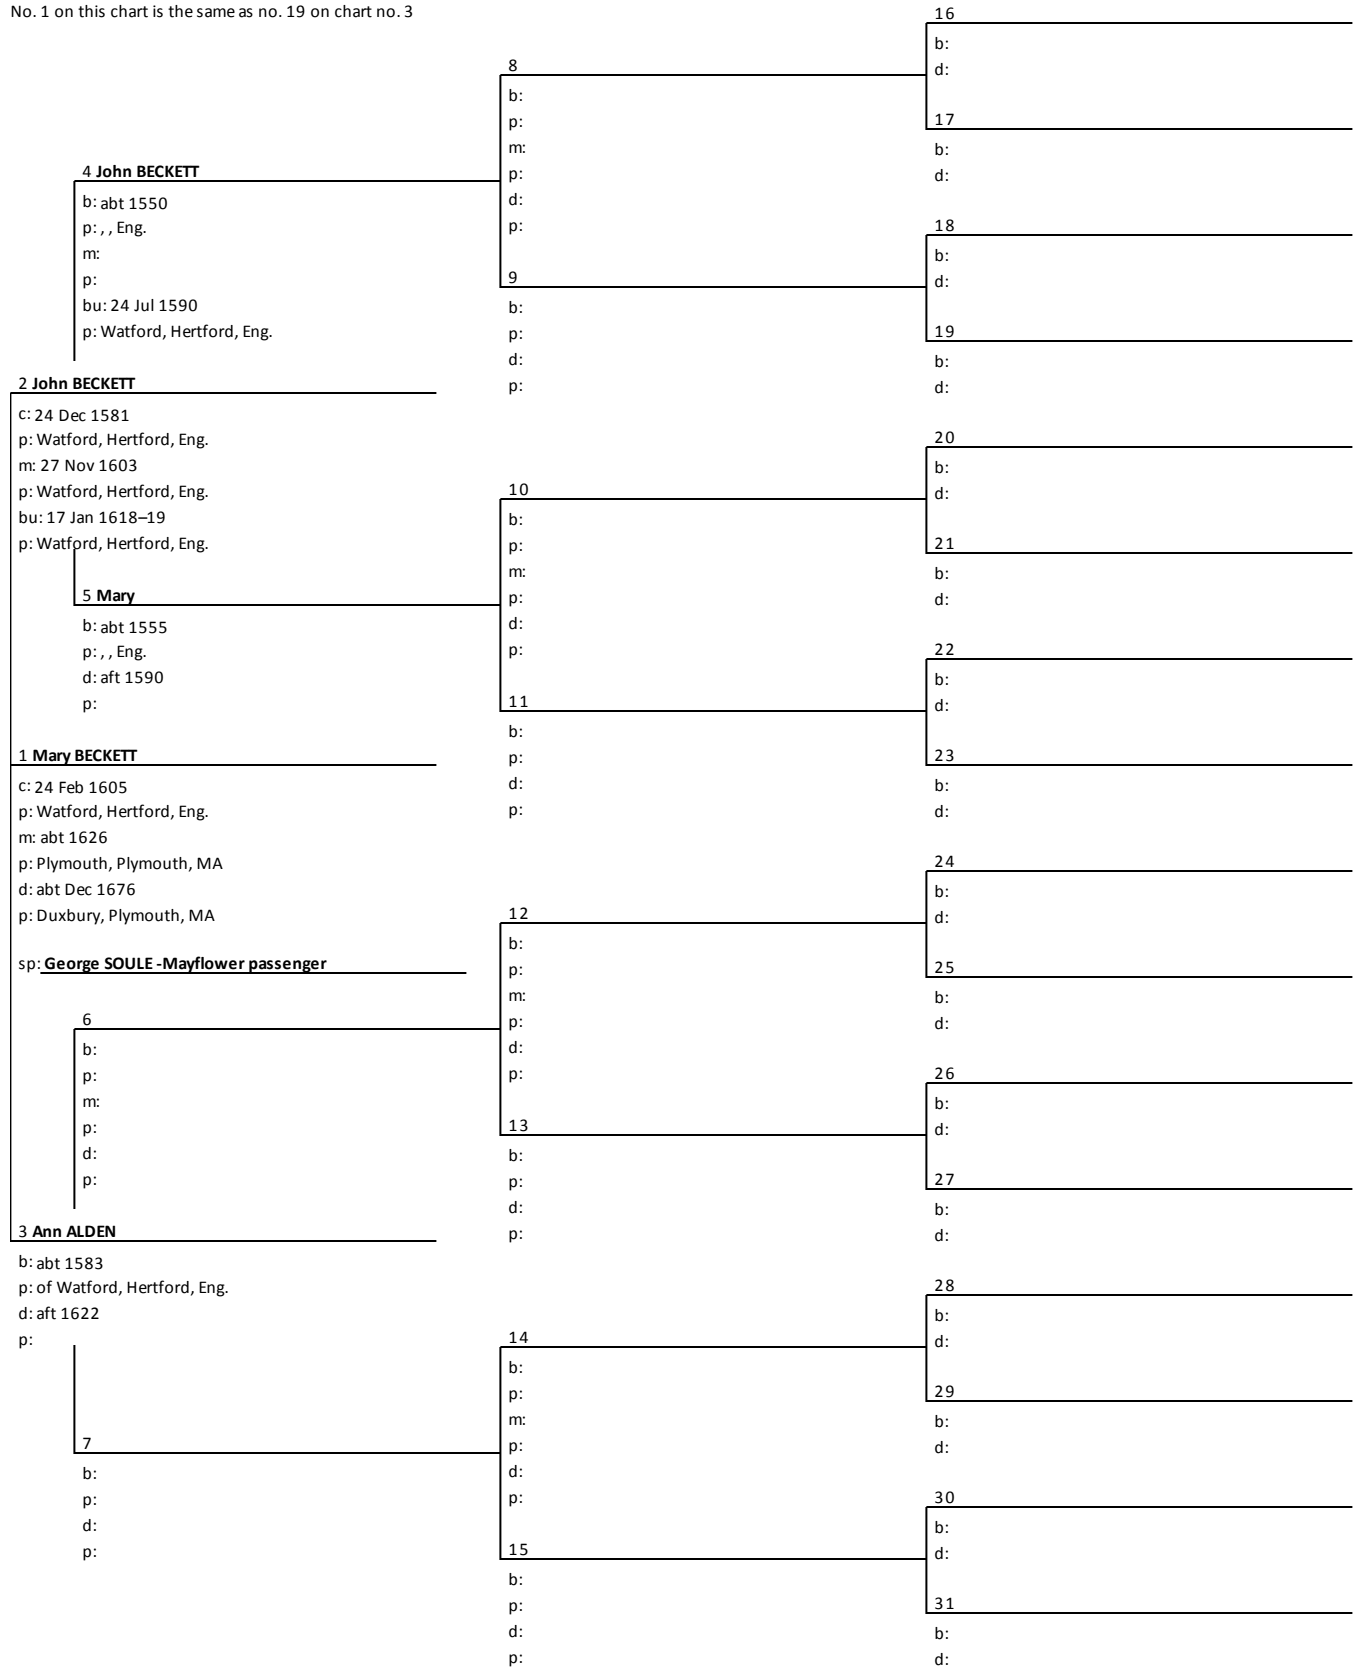 No. 1 on this chart is the same as no. 19 on chart no. 3
4 John BECKETT
b: abt 1550
p: , , Eng.
m:
p:
bu: 24 Jul 1590
p: Watford, Hertford, Eng.
2 John BECKETT
c: 24 Dec 1581
p: Watford, Hertford, Eng.
m: 27 Nov 1603
p: Watford, Hertford, Eng.
bu: 17 Jan 1618–19
p: Watford, Hertford, Eng.
5 Mary
b: abt 1555
p: , , Eng.
d: aft 1590
p:
1 Mary BECKETT
c: 24 Feb 1605
p: Watford, Hertford, Eng.
m: abt 1626
p: Plymouth, Plymouth, MA
d: abt Dec 1676
p: Duxbury, Plymouth, MA
sp: George SOULE -Mayflower passenger
6
b:
p:
m:
p:
d:
p:
3 Ann ALDEN
b: abt 1583
p: of Watford, Hertford, Eng.
d: aft 1622
p:
7
b:
p:
d:
p:
8
b:
p:
m:
p:
d:
p:
9
b:
p:
d:
p:
10
b:
p:
m:
p:
d:
p:
11
b:
p:
d:
p:
12
b:
p:
m:
p:
d:
p:
13
b:
p:
d:
p:
14
b:
p:
m:
p:
d:
p:
15
b:
p:
d:
p:
16
b:
d:
17
b:
d:
18
b:
d:
19
b:
d:
20
b:
d:
21
b:
d:
22
b:
d:
23
b:
d:
24
b:
d:
25
b:
d:
26
b:
d:
27
b:
d:
28
b:
d:
29
b:
d:
30
b:
d:
31
b:
d: